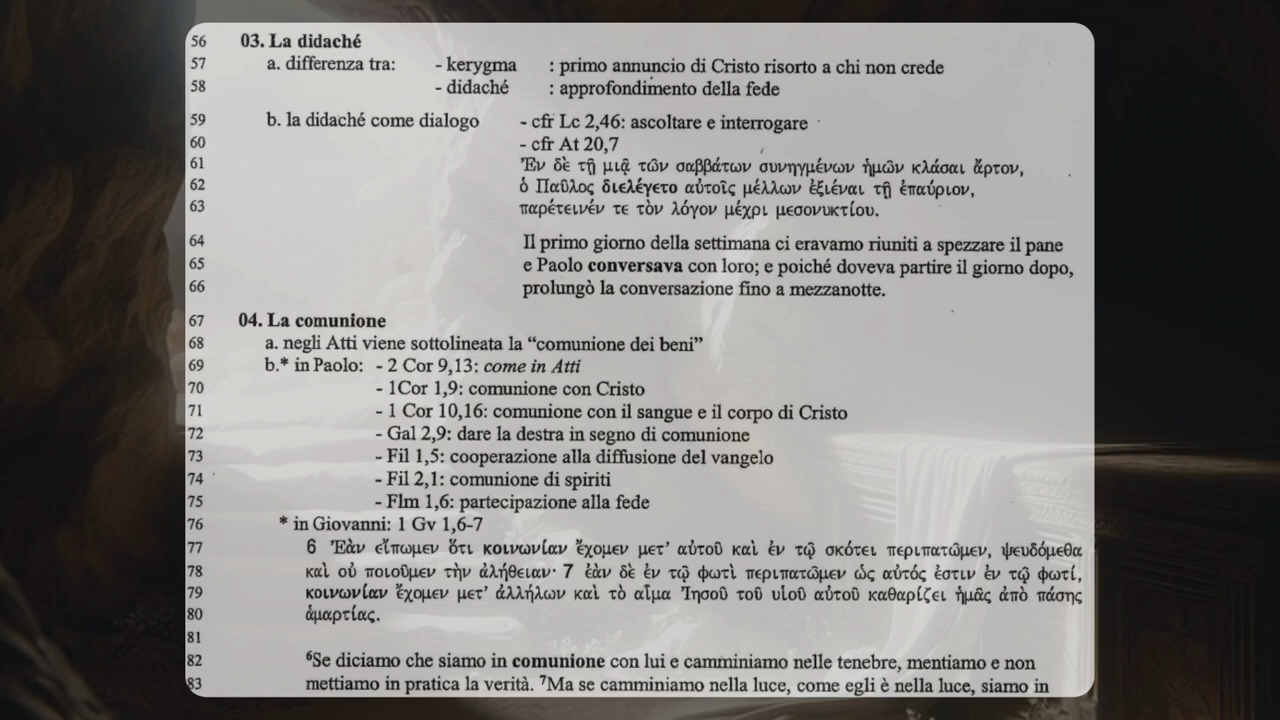 56 03. La didaché
57 a. differenza tra: - kerygma : primo annuncio di Cristo risorto a chi non crede
58 - didaché : approfondimento della fede
59 b. la didaché come dialogo - cfr Lc 2,46: ascoltare e interrogare
60 - cfr At 20,7
61 Ἐν δὲ τῇ μιᾷ τῶν σαββάτων συνηγμένων ἡμῶν κλάσαι ἄρτον,
62 ὁ Παῦλος διελέγετο αὐτοῖς μέλλων ἐξιέναι τῇ ἐπαύριον,
63 παρέτεινέν τε τὸν λόγον μέχρι μεσονυκτίου.
64 Il primo giorno della settimana ci eravamo riuniti a spezzare il pane
65 e Paolo conversava con loro; e poiché doveva partire il giorno dopo,
66 prolungò la conversazione fino a mezzanotte.
67 04. La comunione
68 a. negli Atti viene sottolineata la “comunione dei beni”
69 b.* in Paolo: - 2 Cor 9,13: come in Atti
70 - 1Cor 1,9: comunione con Cristo
71 - 1 Cor 10,16: comunione con il sangue e il corpo di Cristo
72 - Gal 2,9: dare la destra in segno di comunione
73 - Fil 1,5: cooperazione alla diffusione del vangelo
74 - Fil 2,1: comunione di spiriti
75 - Flm 1,6: partecipazione alla fede
76 * in Giovanni: 1 Gv 1,6-7
77 6 Ἐὰν εἴπωμεν ὅτι κοινωνίαν ἔχομεν μετ’ αὐτοῦ καὶ ἐν τῷ σκότει περιπατῶμεν, ψευδόμεθα
78 καὶ οὐ ποιοῦμεν τὴν ἀλήθειαν· 7 ἐὰν δὲ ἐν τῷ φωτὶ περιπατῶμεν ὡς αὐτός ἐστιν ἐν τῷ φωτί,
79 κοινωνίαν ἔχομεν μετ’ ἀλλήλων καὶ τὸ αἷμα Ἰησοῦ τοῦ υἱοῦ αὐτοῦ καθαρίζει ἡμᾶς ἀπὸ πάσης
80 ἁμαρτίας.
81
82 ⁶Se diciamo che siamo in comunione con lui e camminiamo nelle tenebre, mentiamo e non
83 mettiamo in pratica la verità. ⁷Ma se camminiamo nella luce, come egli è nella luce, siamo in